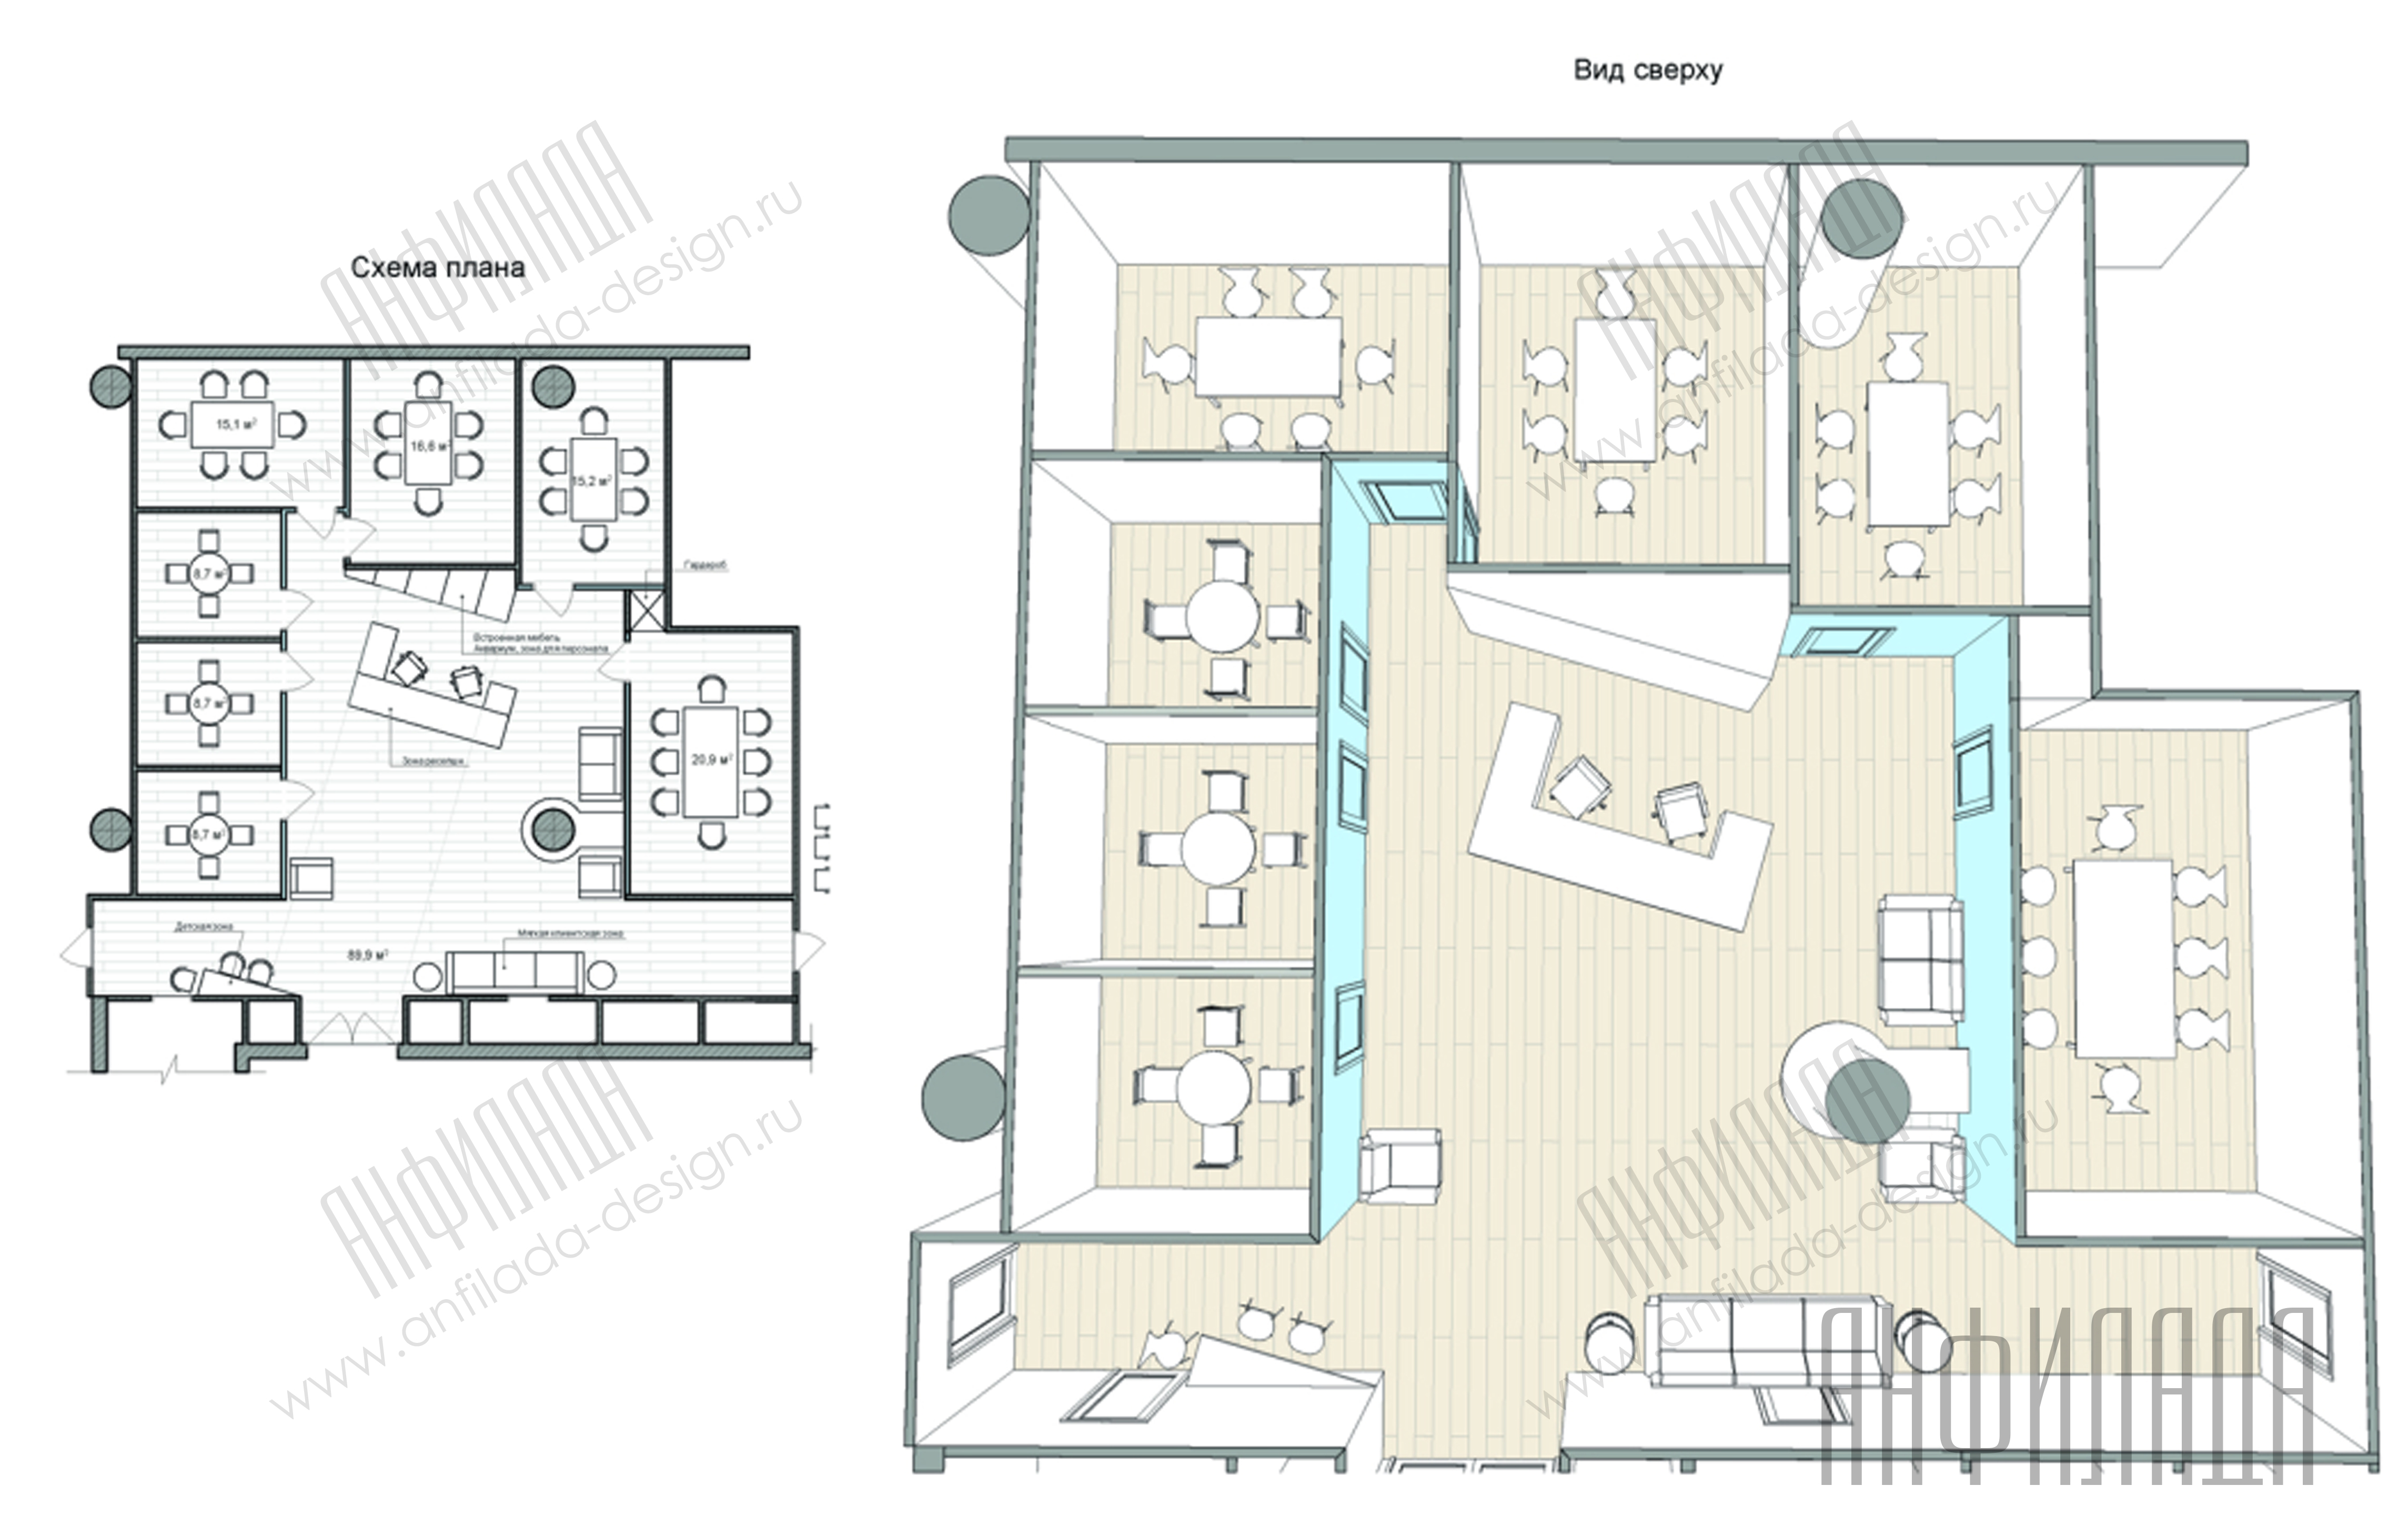 Вид сверху
Схема плана
15,1 м²
16,6 м²
15,2 м²
Гардероб
8,7 м²
Встроенная мебель
Аквариум, зона для персонала
8,7 м²
Зона ресепшн
20,9 м²
8,7 м²
Детская зона
Мягкая клиентская зона
89,9 м²
АНФИЛАДА
www.anfilada-design.ru
АНФИЛАДА
www.anfilada-design.ru
АНФИЛАДА
www.anfilada-design.ru
АНФИЛАДА
www.anfilada-design.ru
АНФИЛАДА